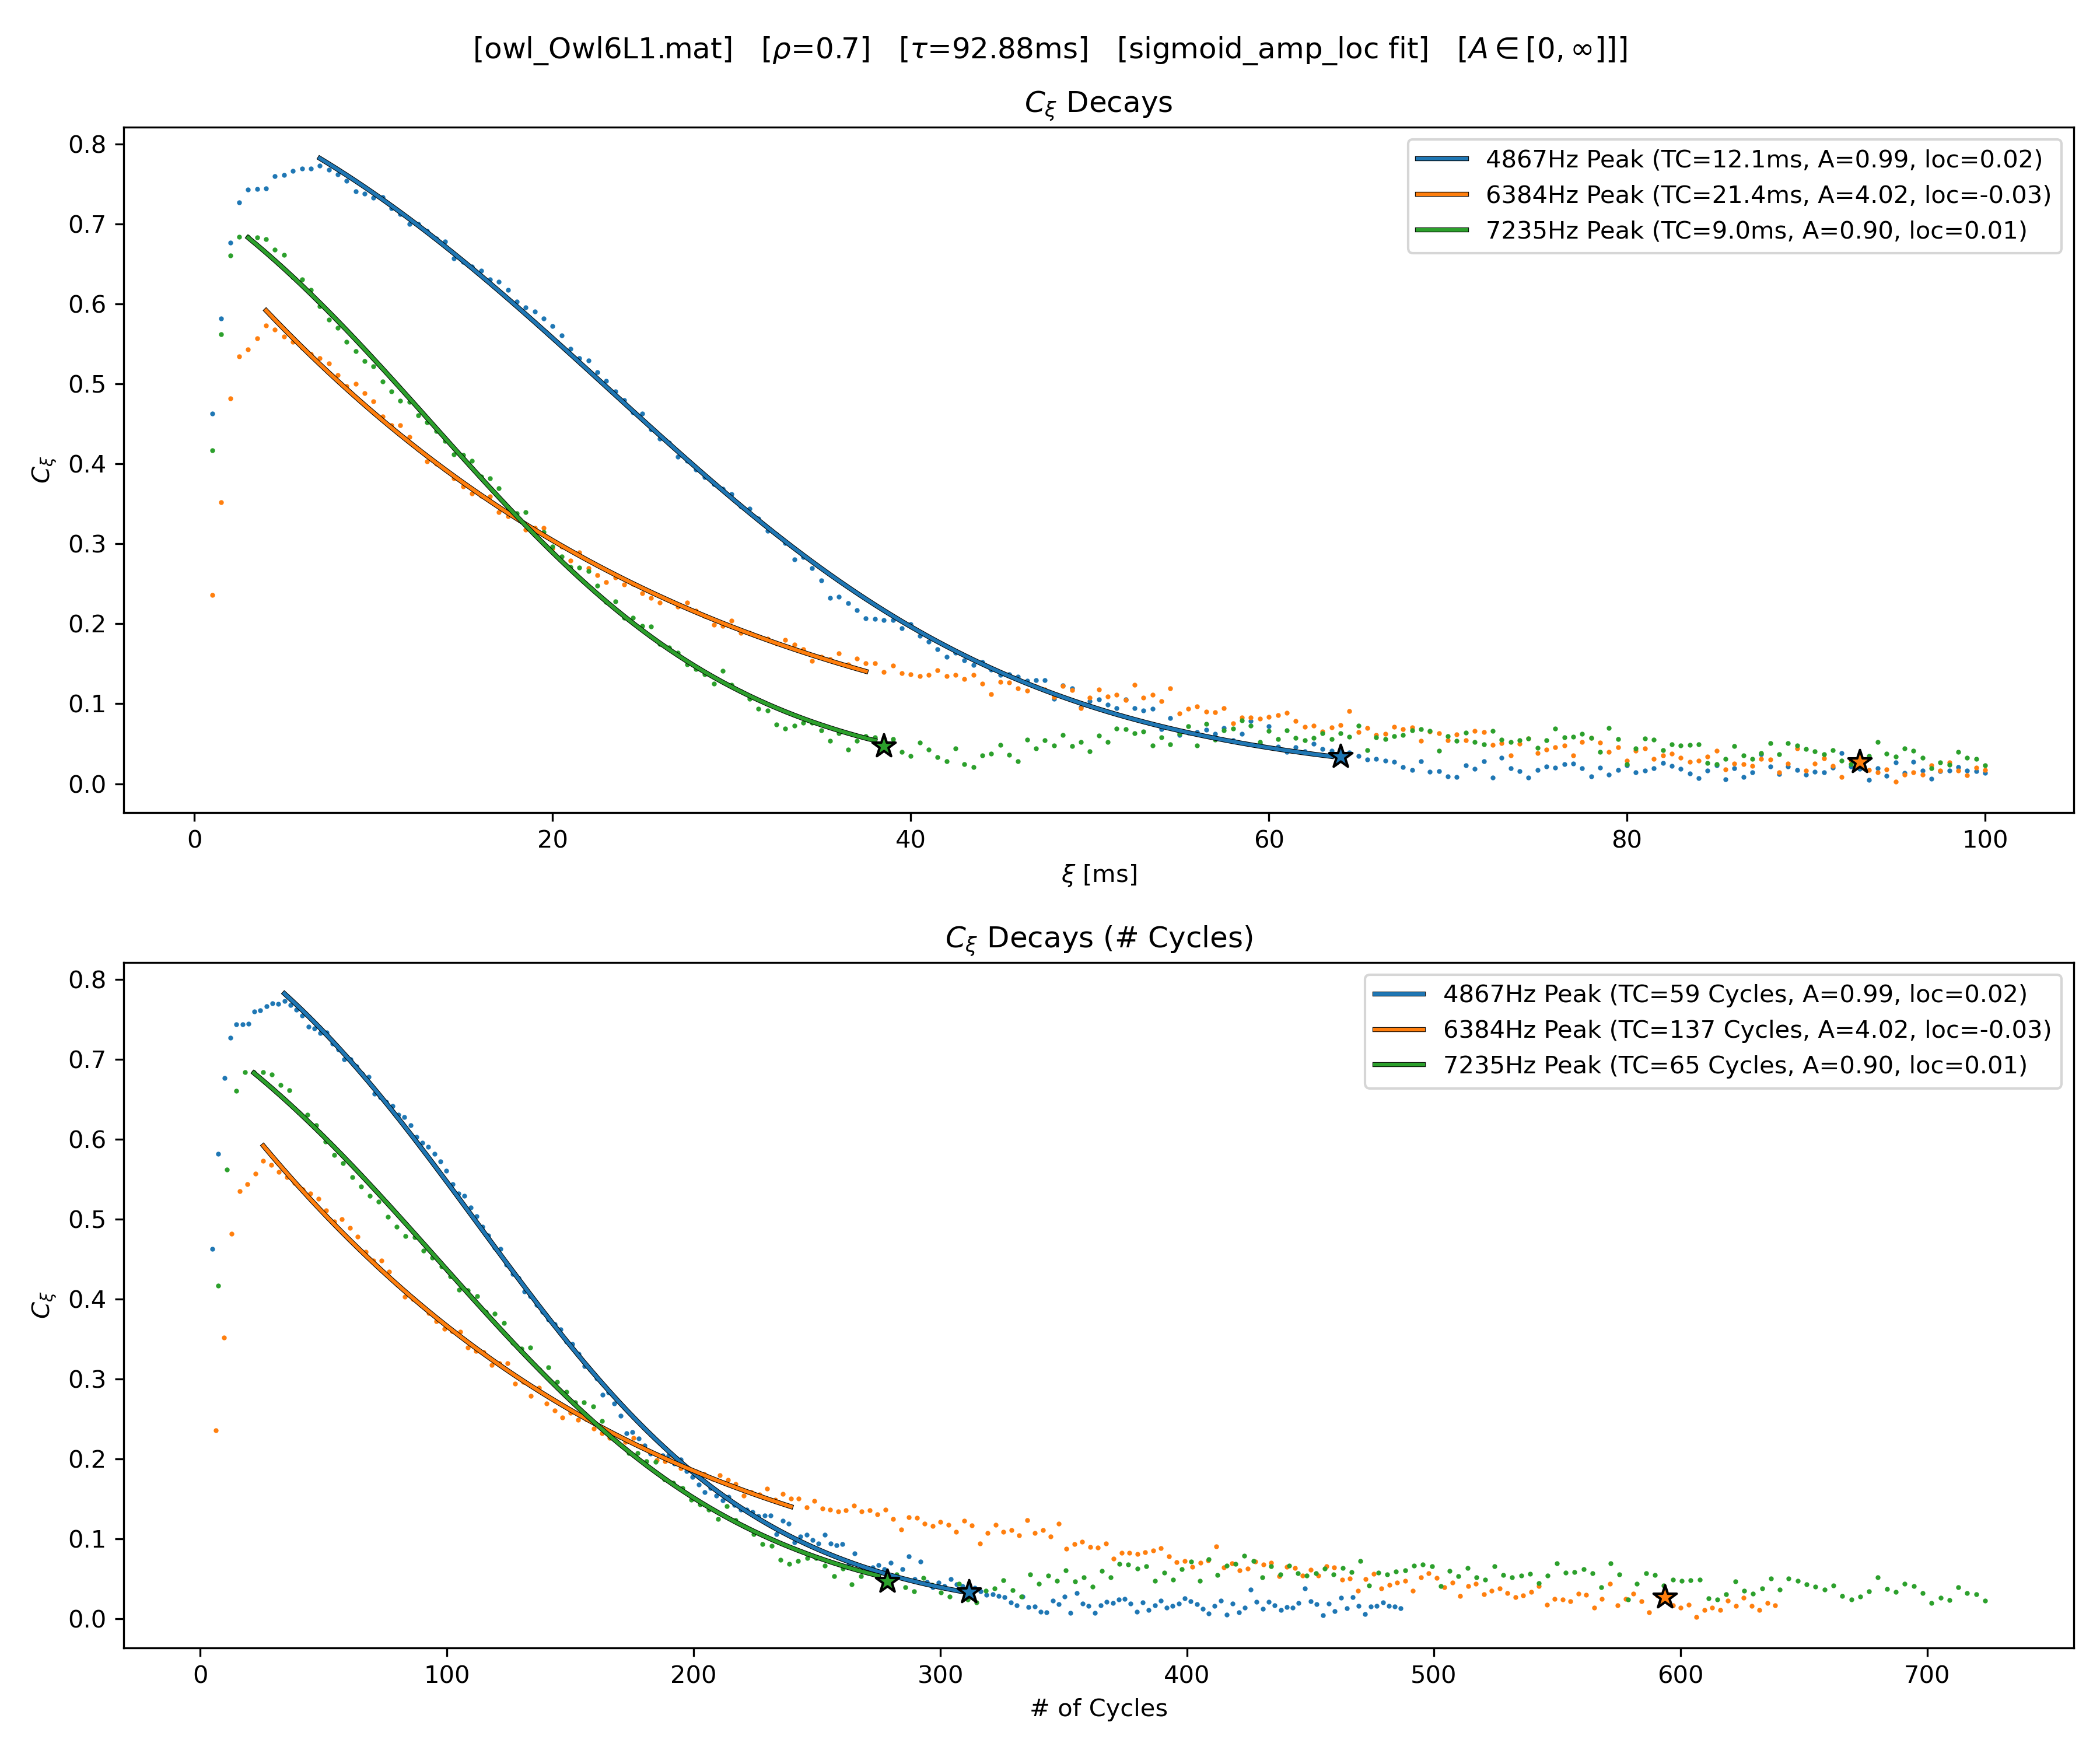 [owl_Owl6L1.mat] [ρ=0.7] [τ=92.88ms] [sigmoid_amp_loc fit] [A ∈ [0, ∞]]]
C_ξ Decays
0.8
0.7
0.6
0.5
0.4
0.3
0.2
0.1
0.0
C_ξ
4867Hz Peak (TC=12.1ms, A=0.99, loc=0.02)
6384Hz Peak (TC=21.4ms, A=4.02, loc=-0.03)
7235Hz Peak (TC=9.0ms, A=0.90, loc=0.01)
0 20 40 60 80 100
ξ [ms]
C_ξ Decays (# Cycles)
0.8
0.7
0.6
0.5
0.4
0.3
0.2
0.1
0.0
C_ξ
4867Hz Peak (TC=59 Cycles, A=0.99, loc=0.02)
6384Hz Peak (TC=137 Cycles, A=4.02, loc=-0.03)
7235Hz Peak (TC=65 Cycles, A=0.90, loc=0.01)
0 100 200 300 400 500 600 700
# of Cycles